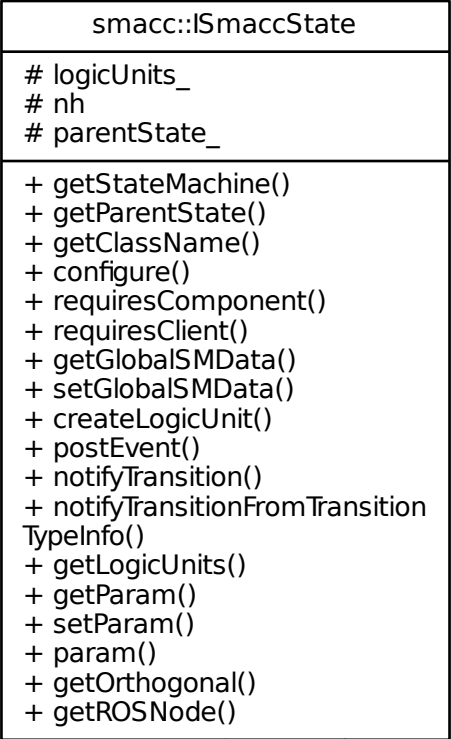 smacc::ISmaccState
# logicUnits_
# nh
# parentState_
+ getStateMachine()
+ getParentState()
+ getClassName()
+ configure()
+ requiresComponent()
+ requiresClient()
+ getGlobalSMData()
+ setGlobalSMData()
+ createLogicUnit()
+ postEvent()
+ notifyTransition()
+ notifyTransitionFromTransition
TypeInfo()
+ getLogicUnits()
+ getParam()
+ setParam()
+ param()
+ getOrthogonal()
+ getROSNode()